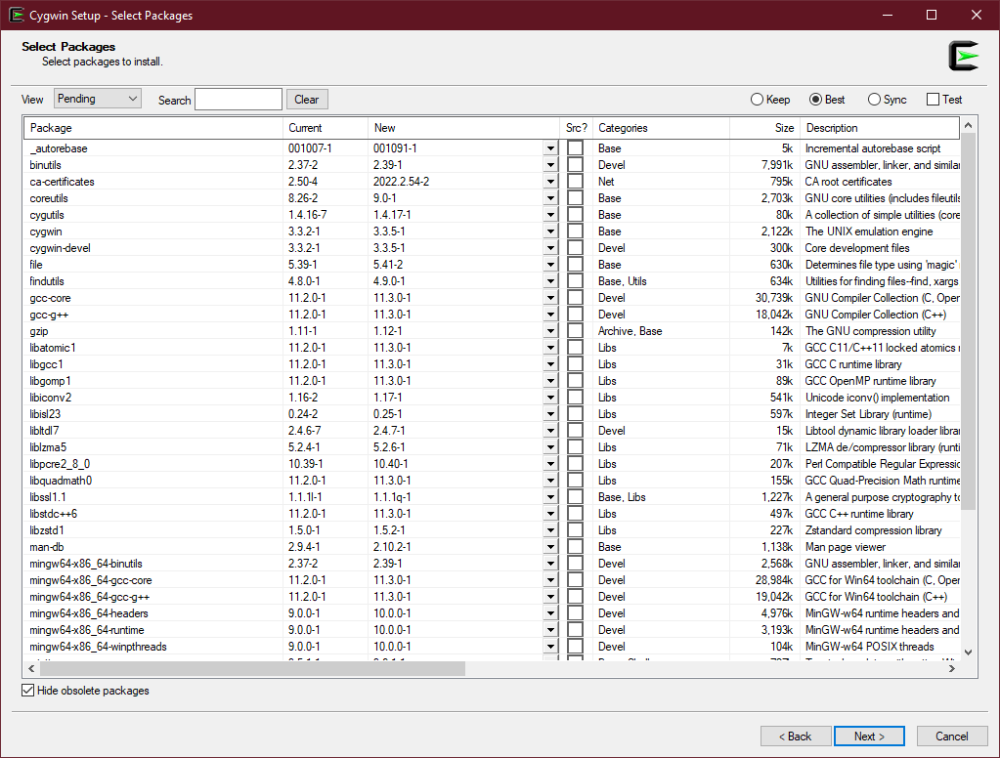 Cygwin Setup - Select Packages
Select Packages
Select packages to install.
View Pending Search Clear Keep Best Sync Test
Package Current New Src? Categories Size Description
_autorebase 001007-1 001091-1 Base 5k Incremental autorebase script
binutils 2.37-2 2.39-1 Devel 7,991k GNU assembler, linker, and similar
ca-certificates 2.50-4 2022.2.54-2 Net 795k CA root certificates
coreutils 8.26-2 9.0-1 Base 2,703k GNU core utilities (includes fileutils
cygutils 1.4.16-7 1.4.17-1 Base 80k A collection of simple utilities (core
cygwin 3.3.2-1 3.3.5-1 Base 2,122k The UNIX emulation engine
cygwin-devel 3.3.2-1 3.3.5-1 Devel 300k Core development files
file 5.39-1 5.41-2 Base 630k Determines file type using 'magic'
findutils 4.8.0-1 4.9.0-1 Base, Utils 634k Utilities for finding files--find, xargs
gcc-core 11.2.0-1 11.3.0-1 Devel 30,739k GNU Compiler Collection (C, Open
gcc-g++ 11.2.0-1 11.3.0-1 Devel 18,042k GNU Compiler Collection (C++)
gzip 1.11-1 1.12-1 Archive, Base 142k The GNU compression utility
libatomic1 11.2.0-1 11.3.0-1 Libs 7k GCC C11/C++11 locked atomics
libgcc1 11.2.0-1 11.3.0-1 Libs 31k GCC C runtime library
libgomp1 11.2.0-1 11.3.0-1 Libs 89k GCC OpenMP runtime library
libiconv2 1.16-2 1.17-1 Libs 541k Unicode iconv() implementation
libisl23 0.24-2 0.25-1 Libs 597k Integer Set Library (runtime)
libltdl7 2.4.6-7 2.4.7-1 Devel 15k Libtool dynamic library loader librar
liblzma5 5.2.4-1 5.2.6-1 Libs 71k LZMA de/compressor library (runti
libpcre2_8_0 10.39-1 10.40-1 Libs 207k Perl Compatible Regular Expressio
libquadmath0 11.2.0-1 11.3.0-1 Libs 155k GCC Quad-Precision Math runtime
libssl1.1 1.1.1l-1 1.1.1q-1 Base, Libs 1,227k A general purpose cryptography to
libstdc++6 11.2.0-1 11.3.0-1 Libs 497k GCC C++ runtime library
libzstd1 1.5.0-1 1.5.2-1 Libs 227k Zstandard compression library
man-db 2.9.4-1 2.10.2-1 Base 1,138k Man page viewer
mingw64-x86_64-binutils 2.37-2 2.39-1 Devel 2,568k GNU assembler, linker, and similar
mingw64-x86_64-gcc-core 11.2.0-1 11.3.0-1 Devel 28,984k GCC for Win64 toolchain (C, Open
mingw64-x86_64-gcc-g++ 11.2.0-1 11.3.0-1 Devel 19,042k GCC for Win64 toolchain (C++)
mingw64-x86_64-headers 9.0.0-1 10.0.0-1 Devel 4,976k MinGW-w64 runtime headers and
mingw64-x86_64-runtime 9.0.0-1 10.0.0-1 Devel 3,193k MinGW-w64 runtime headers and
mingw64-x86_64-winpthreads 9.0.0-1 10.0.0-1 Devel 104k MinGW-w64 POSIX threads
Hide obsolete packages
< Back Next > Cancel